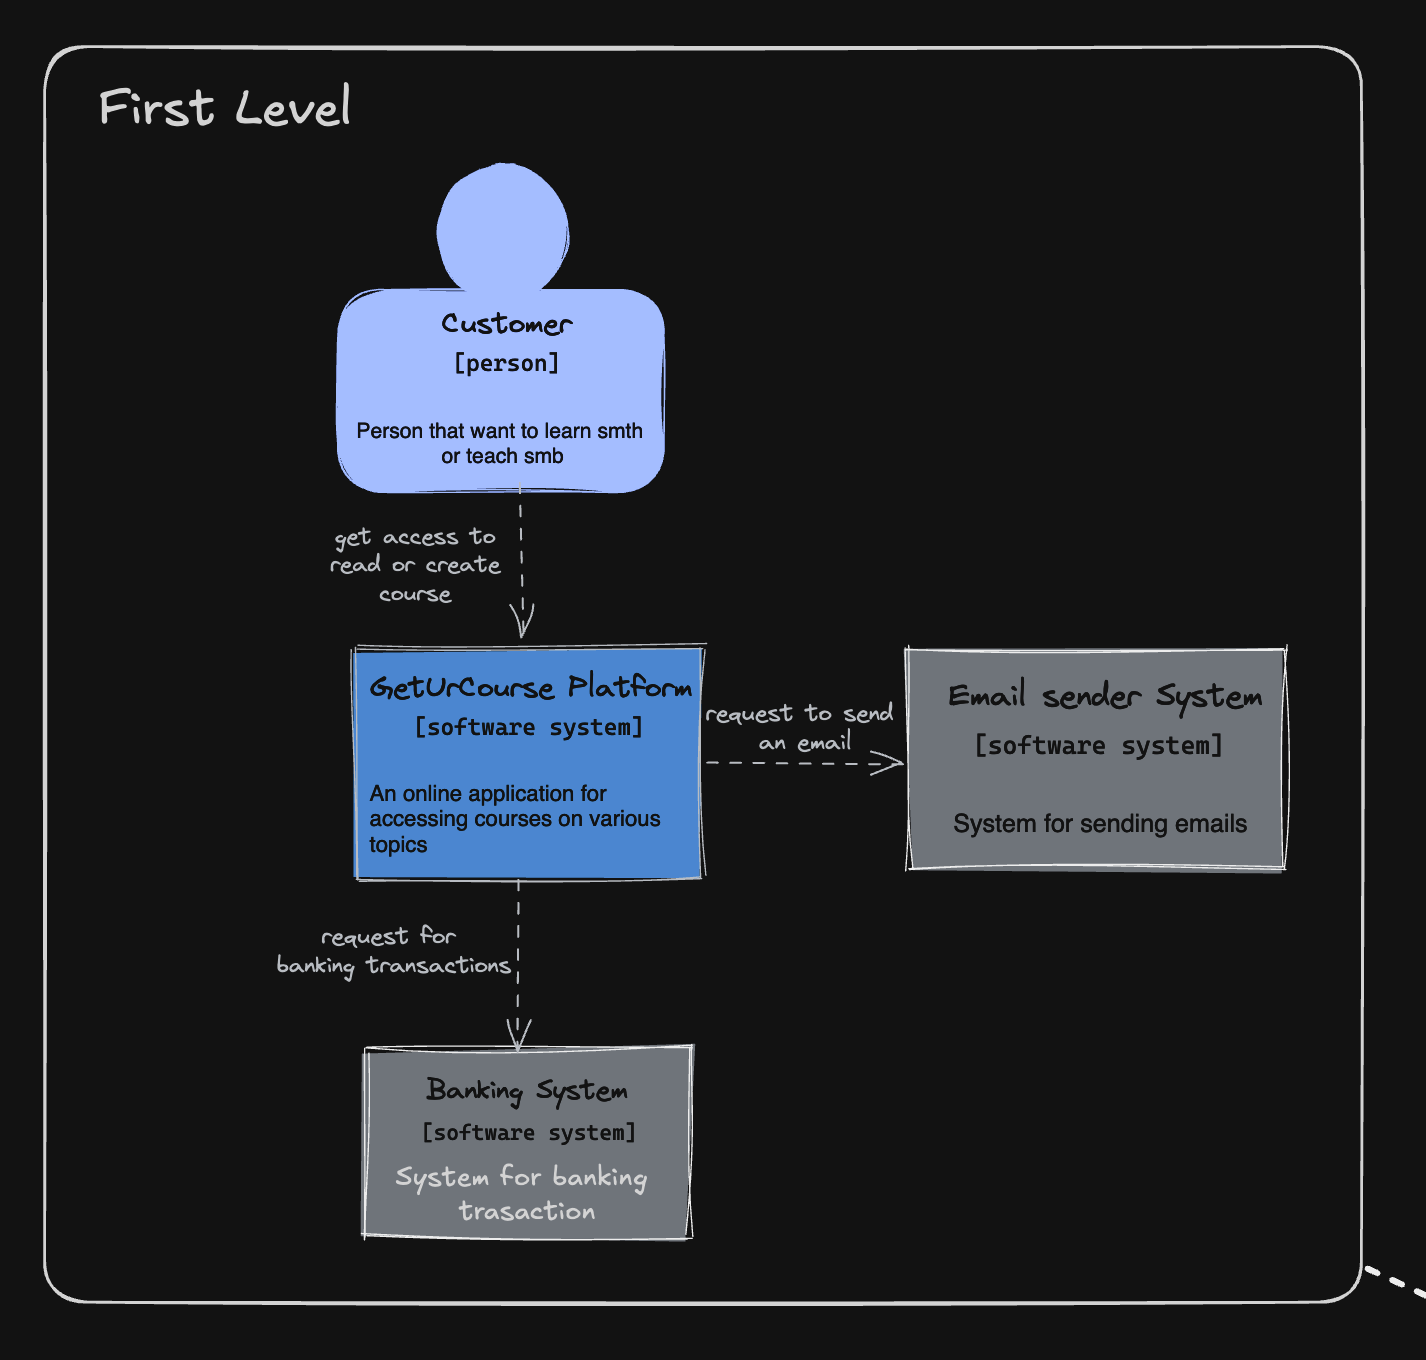 First Level
Customer
[person]
Person that want to learn smth
or teach smb
get access to
read or create
course
GetUrCourse Platform
[software system]
An online application for
accessing courses on various
topics
request to send
an email
Email sender System
[software system]
System for sending emails
request for
banking transactions
Banking System
[software system]
System for banking
trasaction